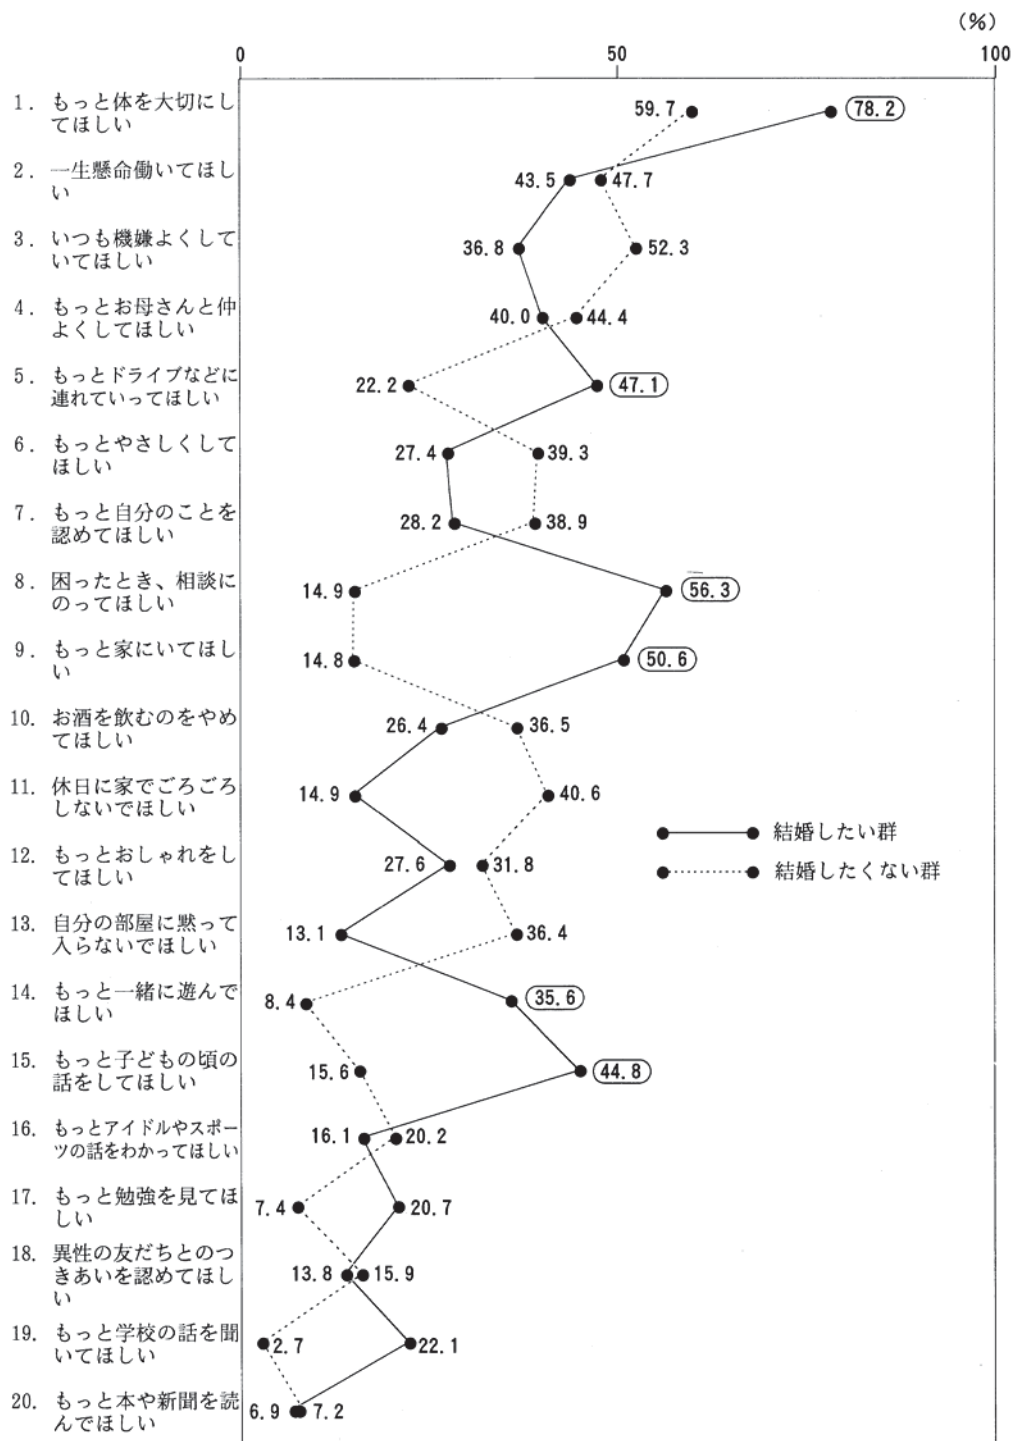 (%)
0 50 100
1. もっと体を大切にし
てほしい
59.7 78.2
2. 一生懸命働いてほし
い
43.5 47.7
3. いつも機嫌よくして
いてほしい
36.8 52.3
4. もっとお母さんと仲
よくしてほしい
40.0 44.4
5. もっとドライブなどに
連れていってほしい
22.2 47.1
6. もっとやさしくして
ほしい
27.4 39.3
7. もっと自分のことを
認めてほしい
28.2 38.9
8. 困ったとき、相談に
のってほしい
14.9 56.3
9. もっと家にいてほし
い
14.8 50.6
10. お酒を飲むのをやめ
てほしい
26.4 36.5
11. 休日に家でごろごろ
しないでほしい
14.9 40.6
結婚したい群
12. もっとおしゃれをし
てほしい
27.6 31.8
結婚したくない群
13. 自分の部屋に黙って
入らないでほしい
13.1 36.4
14. もっと一緒に遊んで
ほしい
8.4 35.6
15. もっと子どもの頃の
話をしてほしい
15.6 44.8
16. もっとアイドルやスポー
ツの話をわかってほしい
16.1 20.2
17. もっと勉強を見てほ
しい
7.4 20.7
18. 異性の友だちとのつ
きあいを認めてほし
い
13.8 15.9
19. もっと学校の話を聞
いてほしい
2.7 22.1
20. もっと本や新聞を読
んでほしい
6.9 7.2